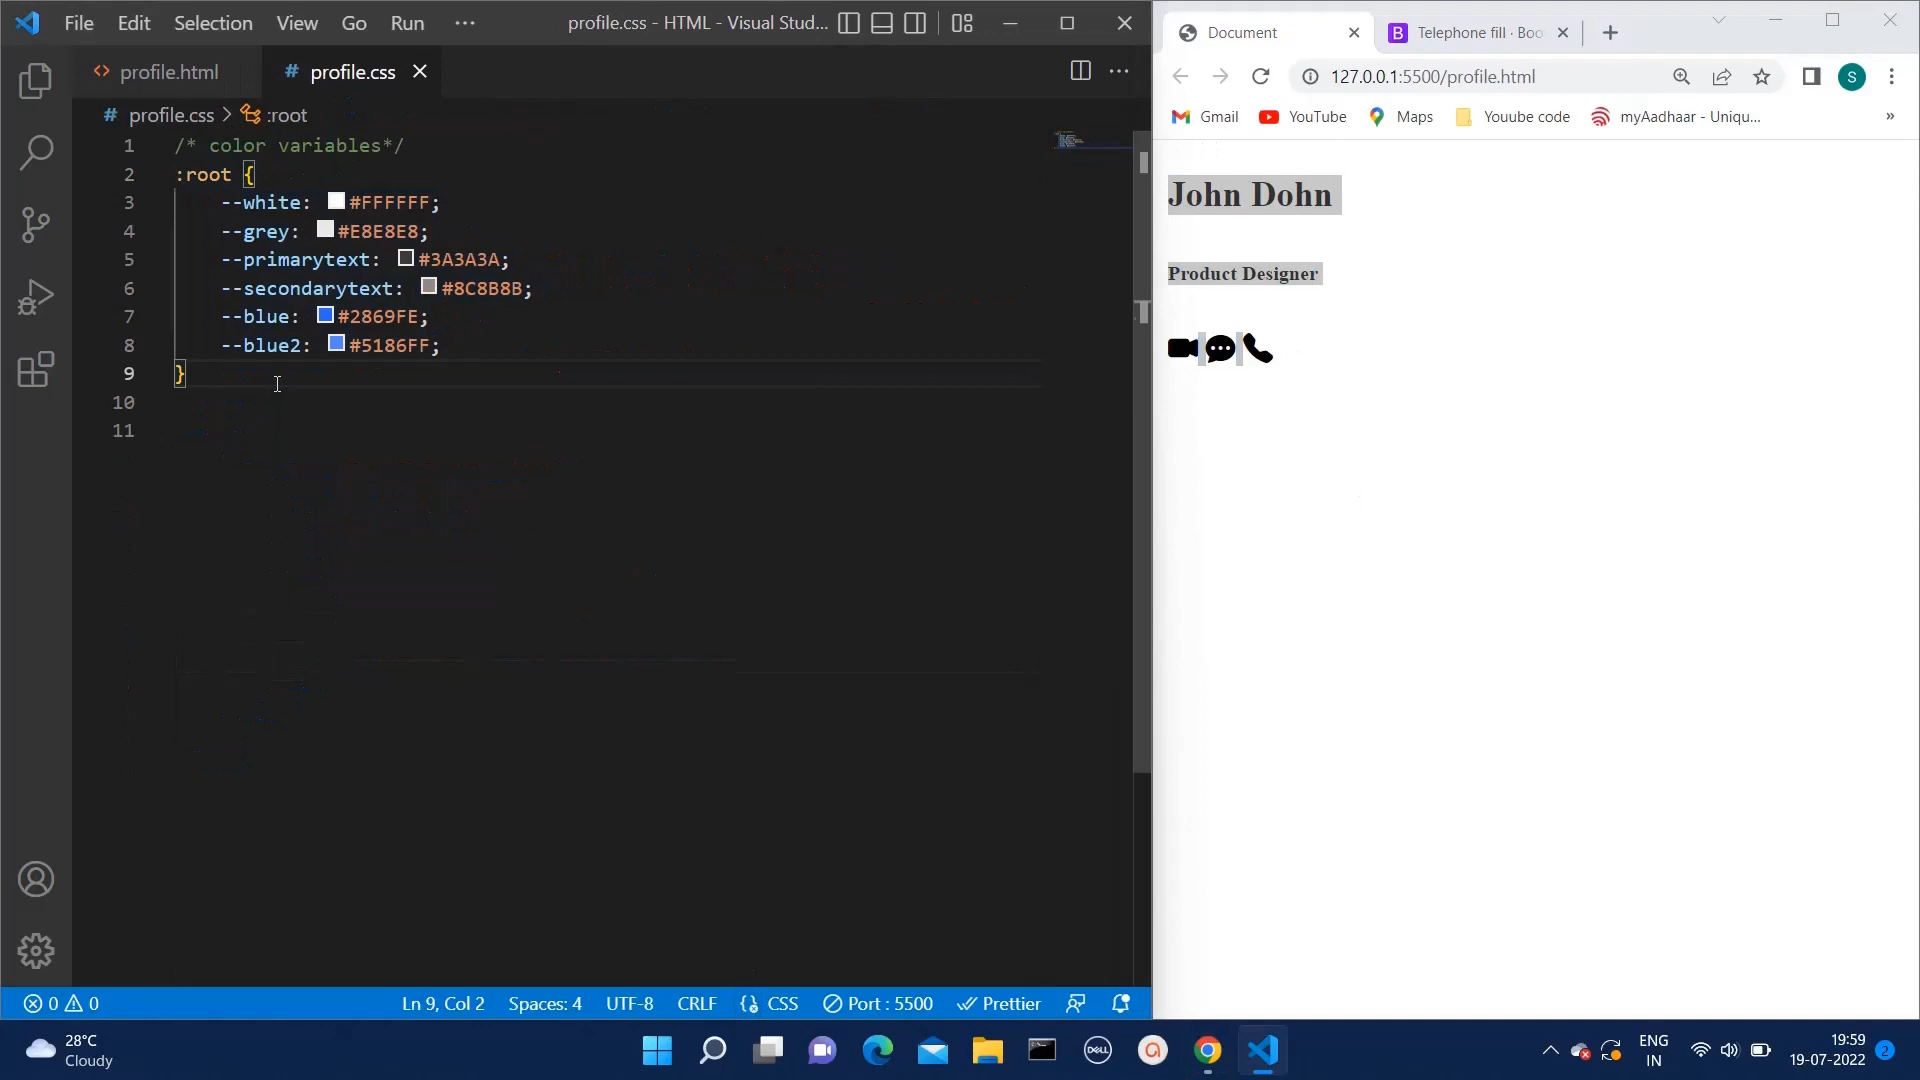 File Edit Selection View Go Run ··· profile.css - HTML - Visual Stud...
profile.html # profile.css
# profile.css > :root
1 /* color variables*/
2 :root {
3 --white: #FFFFFF;
4 --grey: #E8E8E8;
5 --primarytext: #3A3A3A;
6 --secondarytext: #8C8B8B;
7 --blue: #2869FE;
8 --blue2: #5186FF;
9 }
10
11
0 0 Ln 9, Col 2 Spaces: 4 UTF-8 CRLF CSS Port : 5500 Prettier
Document B Telephone fill · Boo
127.0.0.1:5500/profile.html S
Gmail YouTube Maps Youube code myAadhaar - Uniqu... »
John Dohn
Product Designer
28°C
Cloudy
DELL
a
ENG
IN
19:59
19-07-2022
2